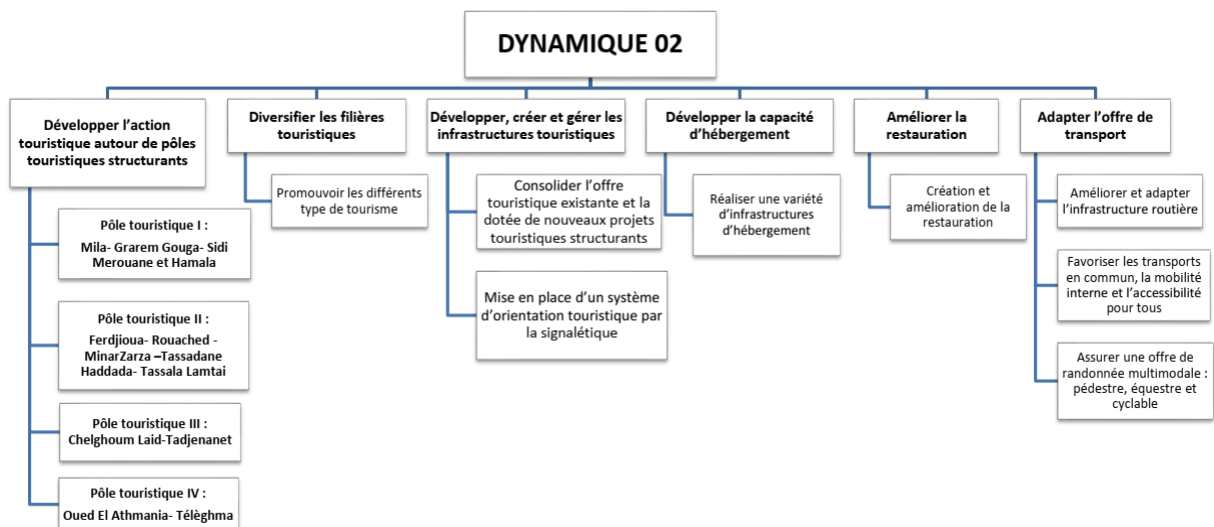 DYNAMIQUE 02
Développer l’action
touristique autour de pôles
touristiques structurants
Pôle touristique I :
Mila- Grarem Gouga- Sidi
Merouane et Hamala
Pôle touristique II :
Ferdjioua- Rouached -
MinarZarza –Tassadane
Haddada- Tassala Lamtai
Pôle touristique III :
Chelghoum Laid-Tadjenanet
Pôle touristique IV :
Oued El Athmania- Télèghma
Diversifier les filières
touristiques
Promouvoir les différents
type de tourisme
Développer, créer et gérer les
infrastructures touristiques
Consolider l’offre
touristique existante et la
dotée de nouveaux projets
touristiques structurants
Mise en place d’un système
d’orientation touristique par
la signalétique
Développer la capacité
d’hébergement
Réaliser une variété
d’infrastructures
d’hébergement
Améliorer la
restauration
Création et
amélioration de la
restauration
Adapter l’offre de
transport
Améliorer et adapter
l’infrastructure routière
Favoriser les transports
en commun, la mobilité
interne et l’accessibilité
pour tous
Assurer une offre de
randonnée multimodale :
pédestre, équestre et
cyclable